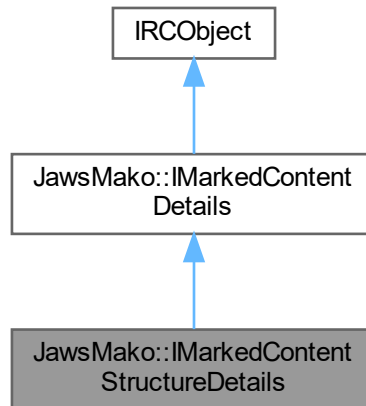 IRCObject
JawsMako::IMarkedContent
Details
JawsMako::IMarkedContent
StructureDetails